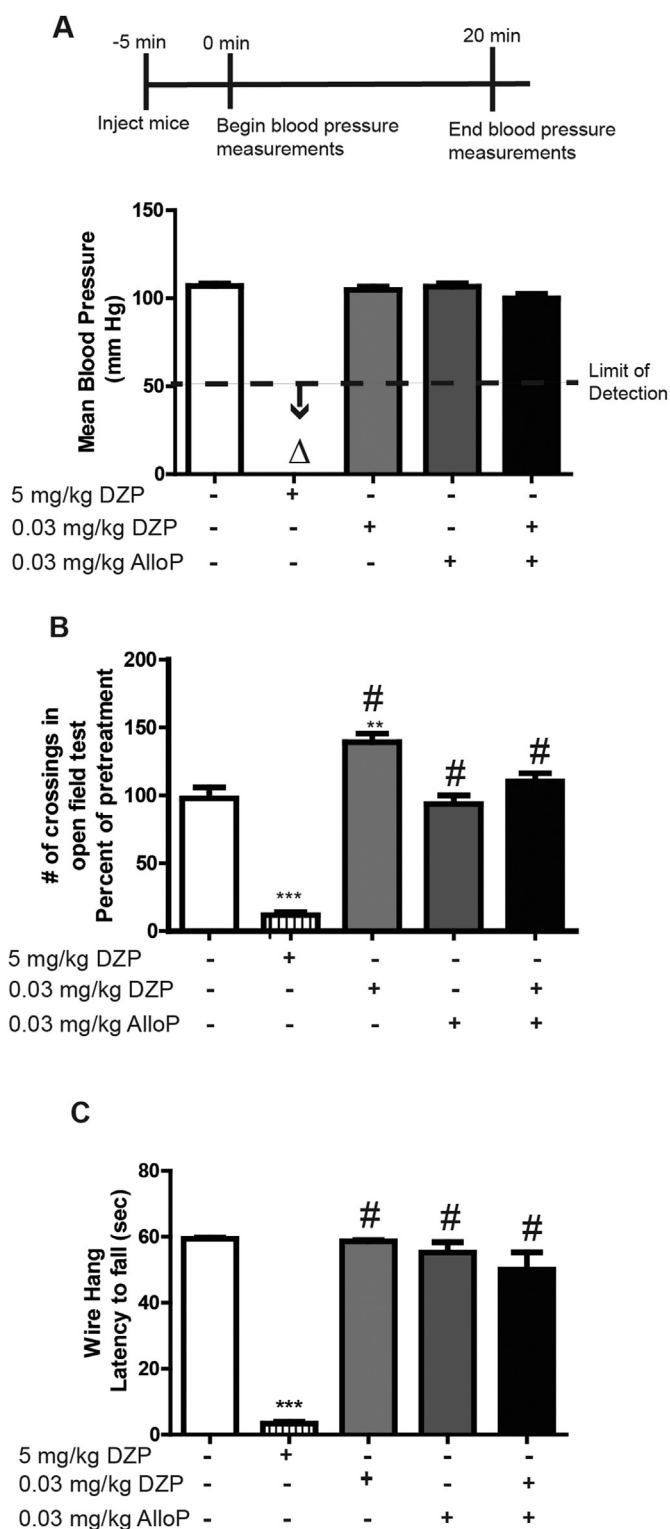 A
-5 min 0 min 20 min
Inject mice
Begin blood pressure
measurements
End blood pressure
measurements
Mean Blood Pressure
(mm Hg)
150
100
50
0
Limit of
Detection
Δ
5 mg/kg DZP - + - - -
0.03 mg/kg DZP - - + - +
0.03 mg/kg AlloP - - - + +
B
# of crossings in
open field test
Percent of pretreatment
200
150
100
50
0
***
#
**
#
#
5 mg/kg DZP - + - - -
0.03 mg/kg DZP - - + - +
0.03 mg/kg AlloP - - - + +
C
Wire Hang
Latency to fall (sec)
80
60
40
20
0
***
#
#
#
5 mg/kg DZP - + - - -
0.03 mg/kg DZP - - + - +
0.03 mg/kg AlloP - - - + +